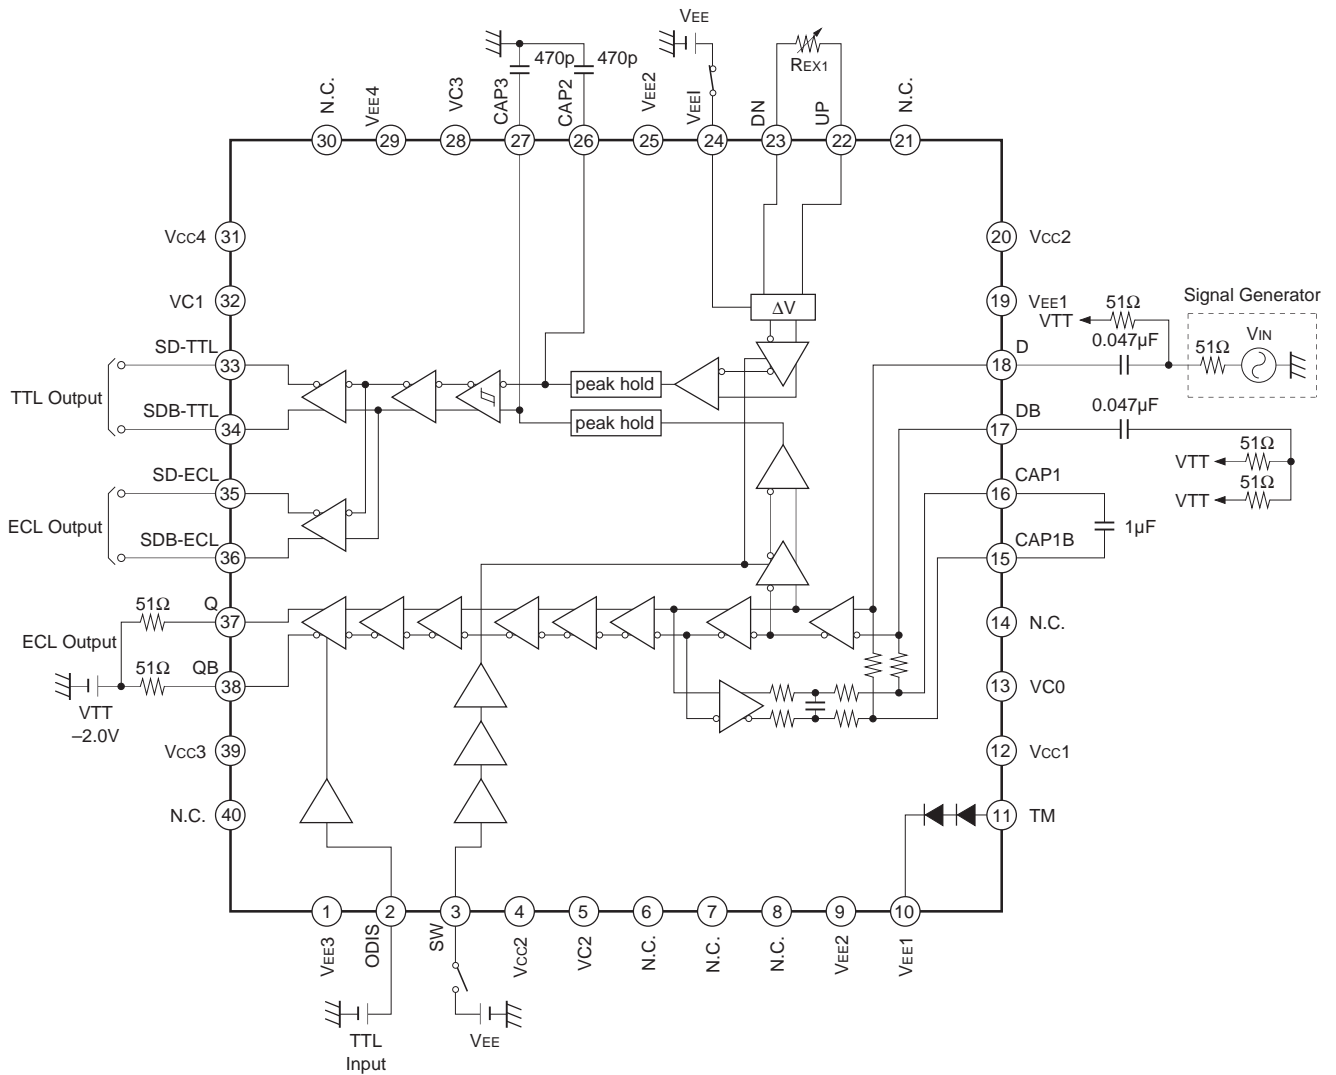 VEE
470p
470p
REX1
N.C.
VEE4
VC3
CAP3
CAP2
VEE2
VEEI
DN
UP
N.C.
30
29
28
27
26
25
24
23
22
21
VCC4
31
20
VCC2
VC1
32
ΔV
19
VEE1
VTT
51Ω
Signal Generator
SD-TTL
33
peak hold
18
D
0.047µF
51Ω
VIN
TTL Output
SDB-TTL
34
peak hold
17
DB
0.047µF
VTT
51Ω
VTT
51Ω
SD-ECL
35
16
CAP1
ECL Output
1µF
SDB-ECL
36
15
CAP1B
51Ω
Q
37
14
N.C.
ECL Output
51Ω
QB
38
13
VC0
VTT
–2.0V
VCC3
39
12
VCC1
N.C.
40
11
TM
1
2
3
4
5
6
7
8
9
10
VEE3
ODIS
SW
VCC2
VC2
N.C.
N.C.
N.C.
VEE2
VEE1
TTL
Input
VEE